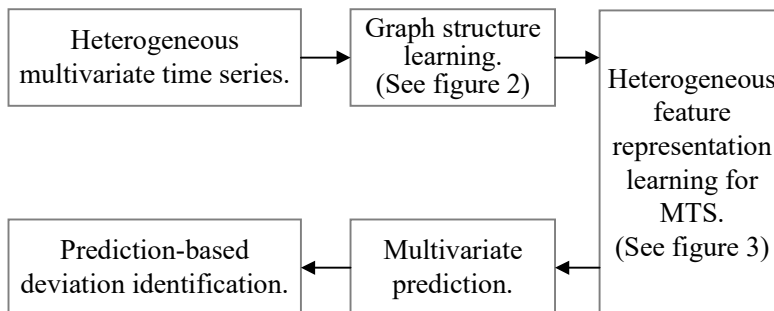 Heterogeneous
multivariate time series.
Graph structure
learning.
(See figure 2)
Heterogeneous
feature
representation
learning for
MTS.
(See figure 3)
Multivariate
prediction.
Prediction-based
deviation identification.